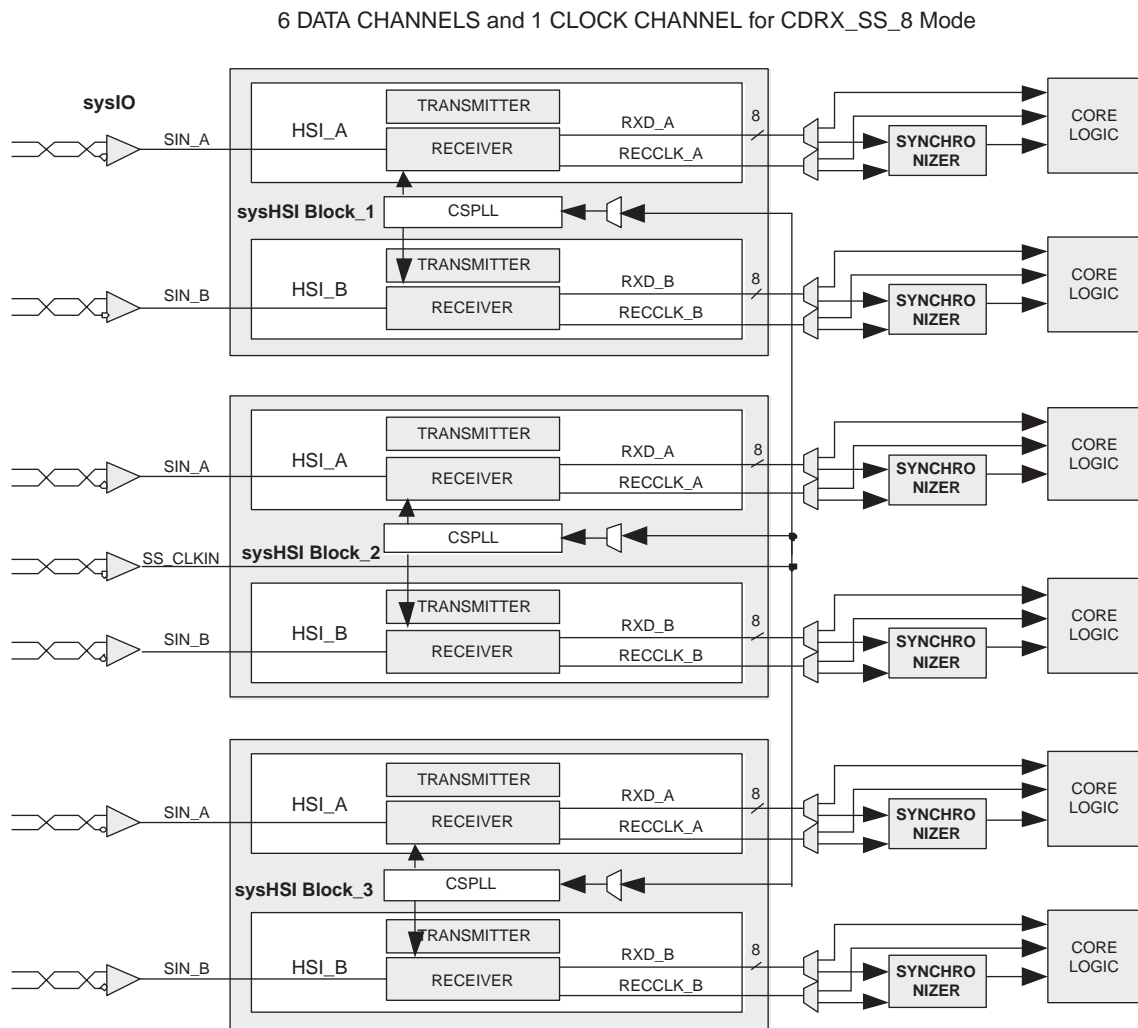 6 DATA CHANNELS and 1 CLOCK CHANNEL for CDRX_SS_8 Mode
sysIO
SIN_A
HSI_A
TRANSMITTER
RECEIVER
RXD_A
8
RECCLK_A
SYNCHRO
NIZER
CORE
LOGIC
sysHSI Block_1
CSPLL
SIN_B
HSI_B
TRANSMITTER
RECEIVER
RXD_B
8
RECCLK_B
SYNCHRO
NIZER
CORE
LOGIC
SIN_A
HSI_A
TRANSMITTER
RECEIVER
RXD_A
8
RECCLK_A
SYNCHRO
NIZER
CORE
LOGIC
sysHSI Block_2
CSPLL
SS_CLKIN
SIN_B
HSI_B
TRANSMITTER
RECEIVER
RXD_B
8
RECCLK_B
SYNCHRO
NIZER
CORE
LOGIC
SIN_A
HSI_A
TRANSMITTER
RECEIVER
RXD_A
8
RECCLK_A
SYNCHRO
NIZER
CORE
LOGIC
sysHSI Block_3
CSPLL
SIN_B
HSI_B
TRANSMITTER
RECEIVER
RXD_B
8
RECCLK_B
SYNCHRO
NIZER
CORE
LOGIC